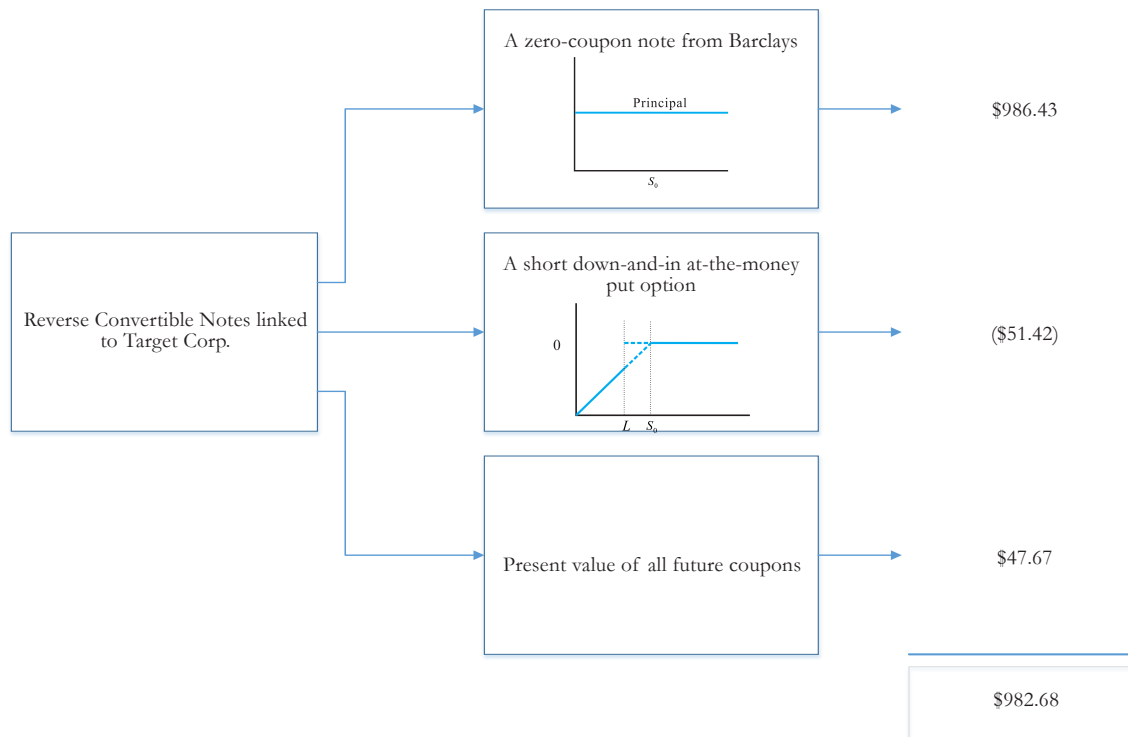 A zero-coupon note from Barclays
Principal
S₀
$986.43
Reverse Convertible Notes linked
to Target Corp.
A short down-and-in at-the-money
put option
0
L S₀
($51.42)
Present value of all future coupons
$47.67
$982.68